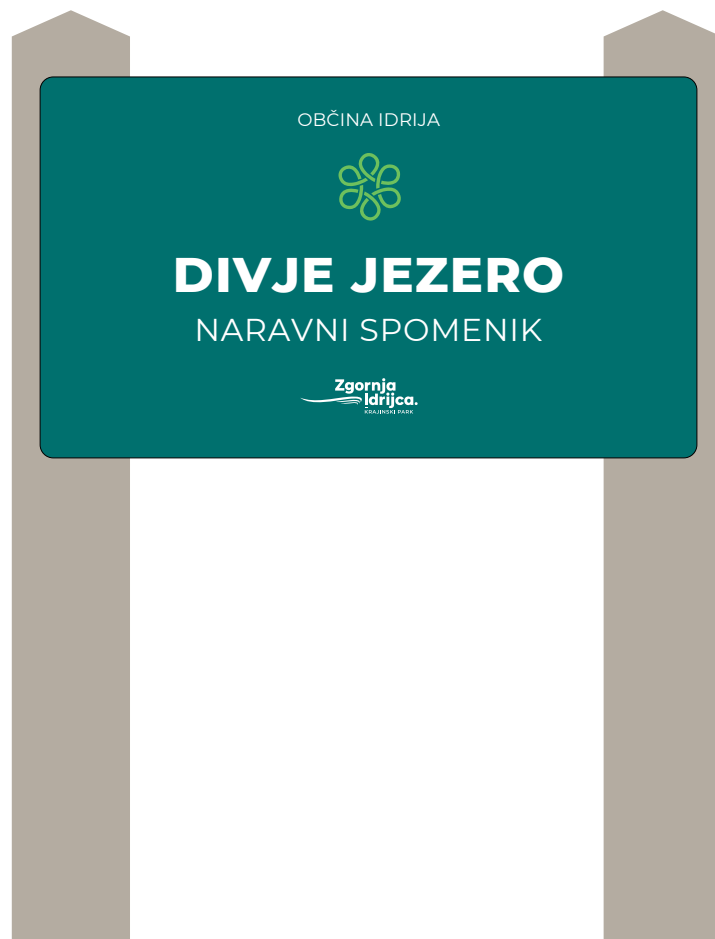 OBČINA IDRIJA
DIVJE JEZERO
NARAVNI SPOMENIK
Zgornja
Idrijca.
KRAJINSKI PARK